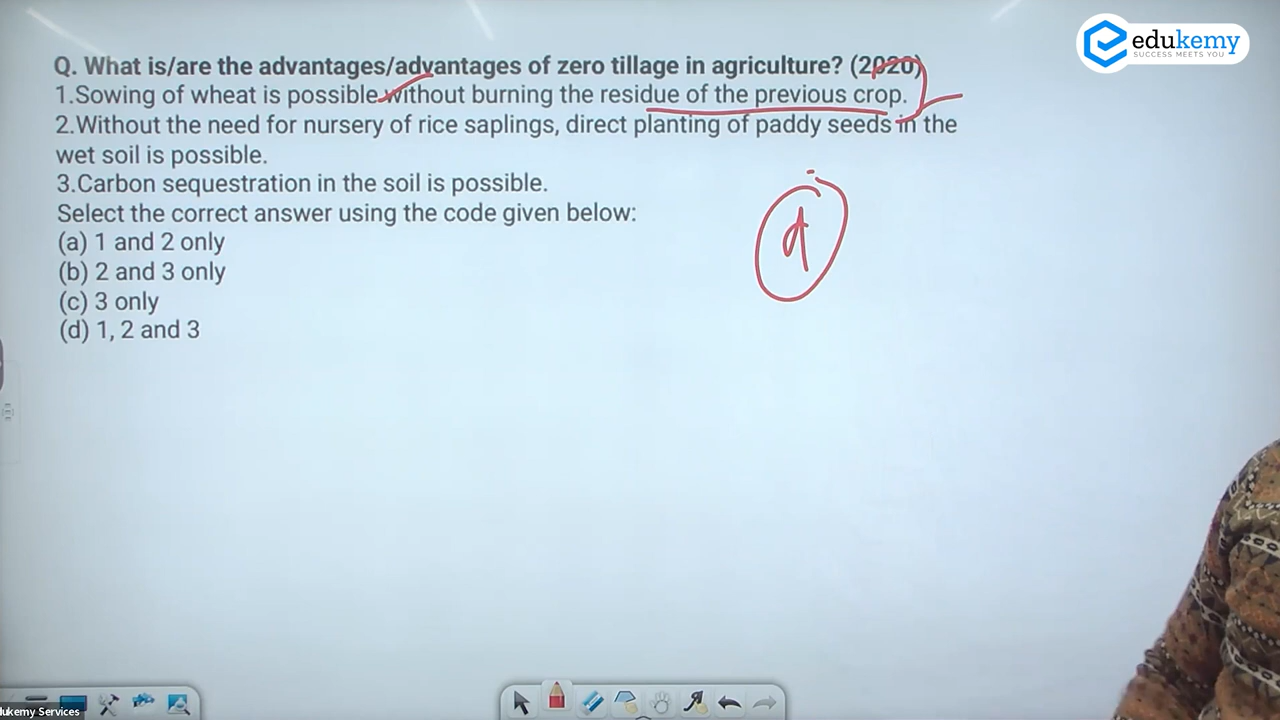 edukemy
SUCCESS MEETS YOU
Q. What is/are the advantages/advantages of zero tillage in agriculture? (2020)
1.Sowing of wheat is possible without burning the residue of the previous crop.
2.Without the need for nursery of rice saplings, direct planting of paddy seeds in the
wet soil is possible.
3.Carbon sequestration in the soil is possible.
Select the correct answer using the code given below:
(a) 1 and 2 only
(b) 2 and 3 only
(c) 3 only
(d) 1, 2 and 3
d
dukemy Services